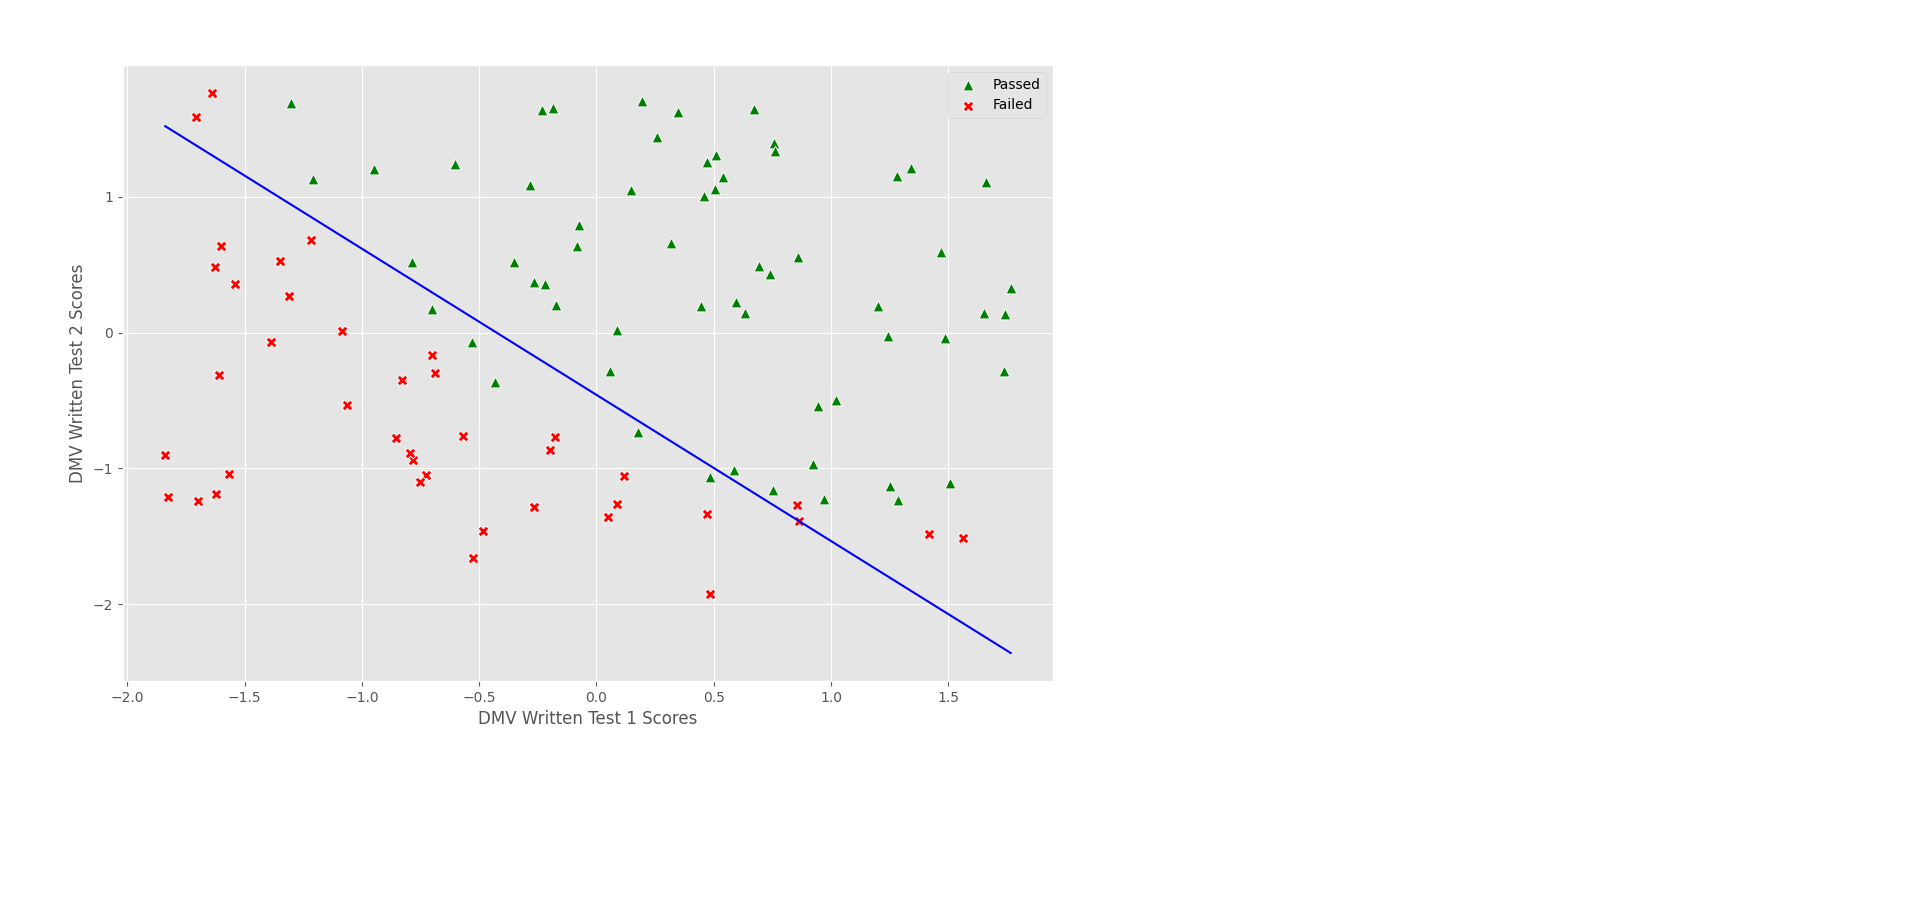 Passed
Failed
1
0
−1
−2
−2.0 −1.5 −1.0 −0.5 0.0 0.5 1.0 1.5
DMV Written Test 1 Scores
DMV Written Test 2 Scores